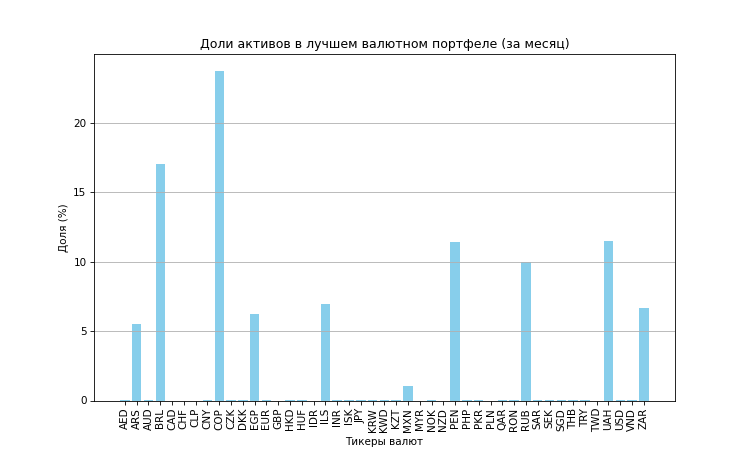 Доли активов в лучшем валютном портфеле (за месяц)
Доля (%)
20
15
10
5
0
AED
ARS
AUD
BRL
CAD
CHF
CLP
CNY
COP
CZK
DKK
EGP
EUR
GBP
HKD
HUF
IDR
ILS
INR
ISK
JPY
KRW
KWD
KZT
MXN
MYR
NOK
NZD
PEN
PHP
PKR
PLN
QAR
RON
RUB
SAR
SEK
SGD
THB
TRY
TWD
UAH
USD
VND
ZAR
Тикеры валют